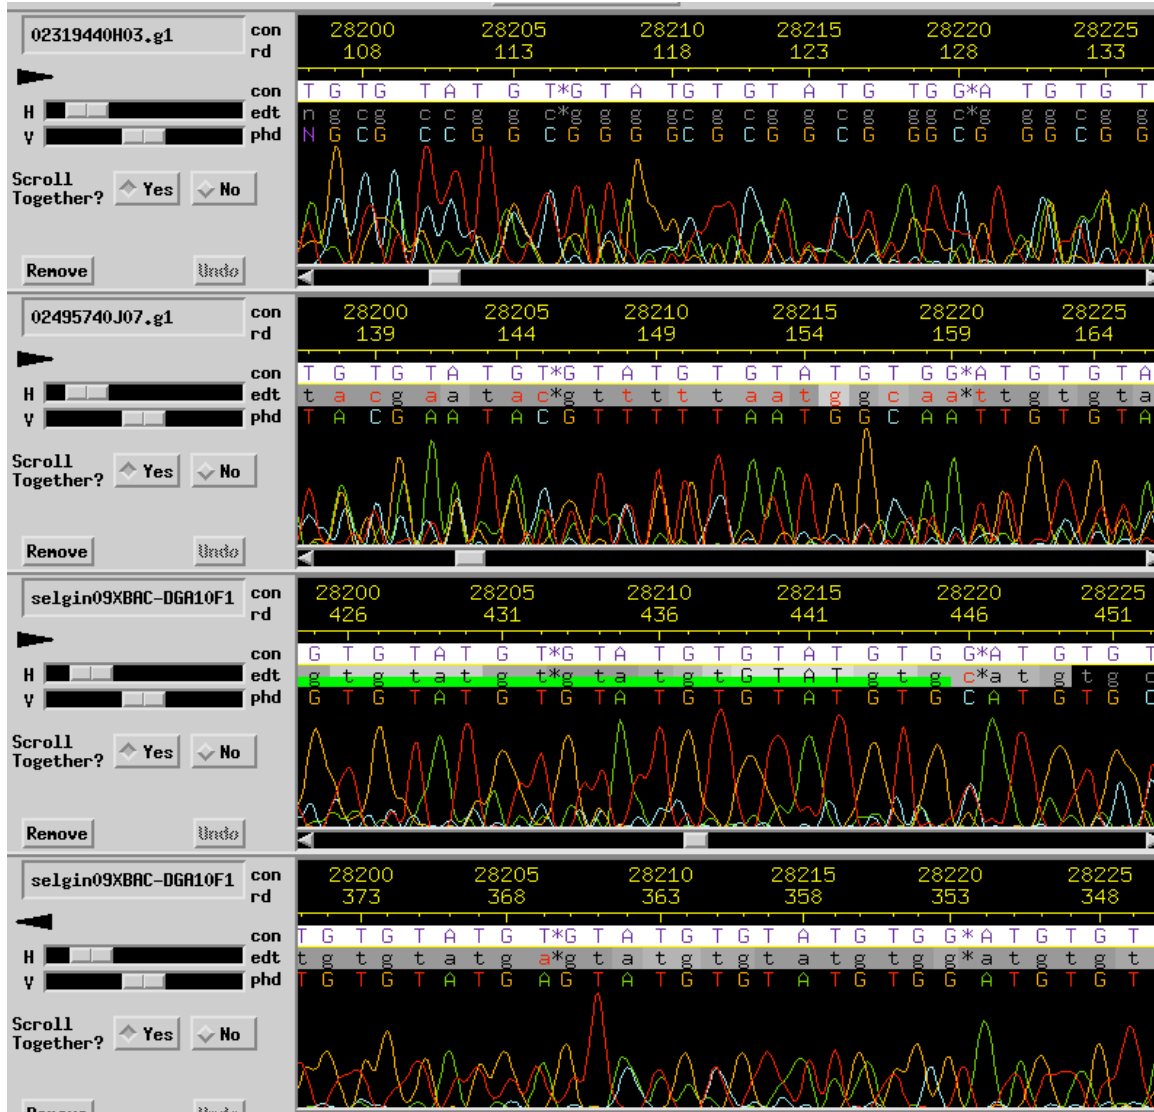 02319440H03.g1 con 28200 28205 28210 28215 28220 28225
rd 108 113 118 123 128 133
con T G T G T A T G T * G T A T G T G T A T G T G G * A T G T G T
H edt n g c g c c g g c * g g g g c g c g g c g g g c * g g g c g g
V phd N G C G C C G G C G G G G C G C G G C G G G C G G G C G G
Scroll Together? Yes No
Remove Undo
02495740J07.g1 con 28200 28205 28210 28215 28220 28225
rd 139 144 149 154 159 164
con T G T G T A T G T * G T A T G T G T A T G T G G * A T G T G T A
H edt t a c g a a t a c * g t t t t t a a t g g c a a * t t g t g t a
V phd T A C G A A T A C G T T T T T A A T G G C A A T T G T G T A
Scroll Together? Yes No
Remove Undo
selgin09XBAC-DGA10F1 con 28200 28205 28210 28215 28220 28225
rd 426 431 436 441 446 451
con G T G T A T G T * G T A T G T G T A T G T G G * A T G T G T
H edt g t g t a t g t * g t a t g t G T A T g t g c * a t g t g c
V phd G T G T A T G T G T A T G T G T A T G T G C A T G T G C
Scroll Together? Yes No
Remove Undo
selgin09XBAC-DGA10F1 con 28200 28205 28210 28215 28220 28225
rd 373 368 363 358 353 348
con T G T G T A T G T * G T A T G T G T A T G T G G * A T G T G T
H edt t g t g t a t g a * g t a t g t g t a t g t g g * a t g t g t
V phd T G T G T A T G A G T A T G T G T A T G T G G A T G T G T
Scroll Together? Yes No